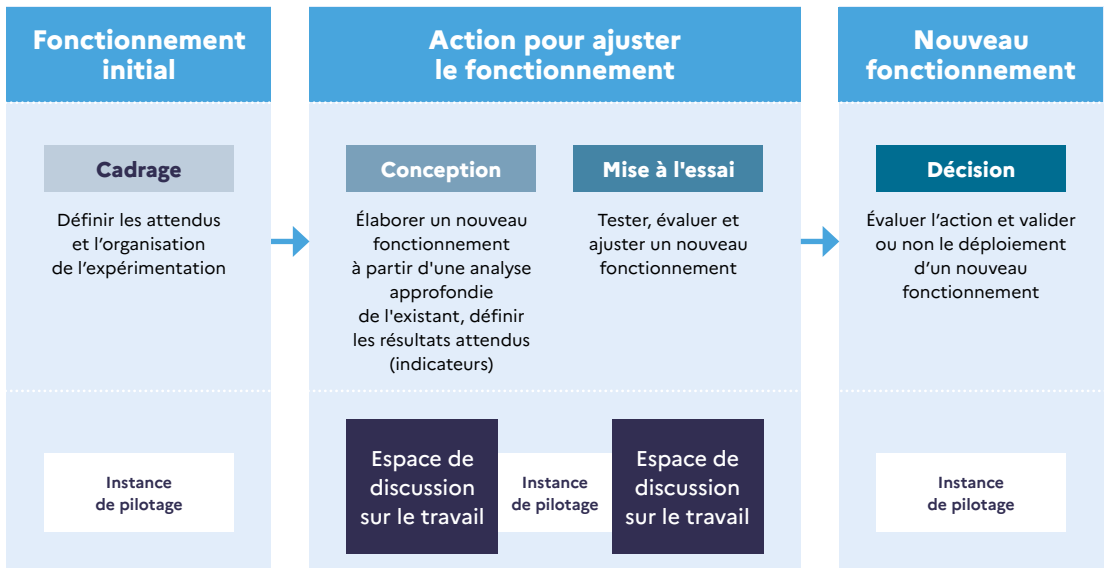 Fonctionnement
initial
Cadrage
Définir les attendus
et l’organisation
de l’expérimentation
Instance
de pilotage
Action pour ajuster
le fonctionnement
Conception
Élaborer un nouveau
fonctionnement
à partir d'une analyse
approfondie
de l'existant, définir
les résultats attendus
(indicateurs)
Mise à l'essai
Tester, évaluer et
ajuster un nouveau
fonctionnement
Espace de
discussion
sur le travail
Instance
de pilotage
Espace de
discussion
sur le travail
Nouveau
fonctionnement
Décision
Évaluer l’action et valider
ou non le déploiement
d’un nouveau
fonctionnement
Instance
de pilotage